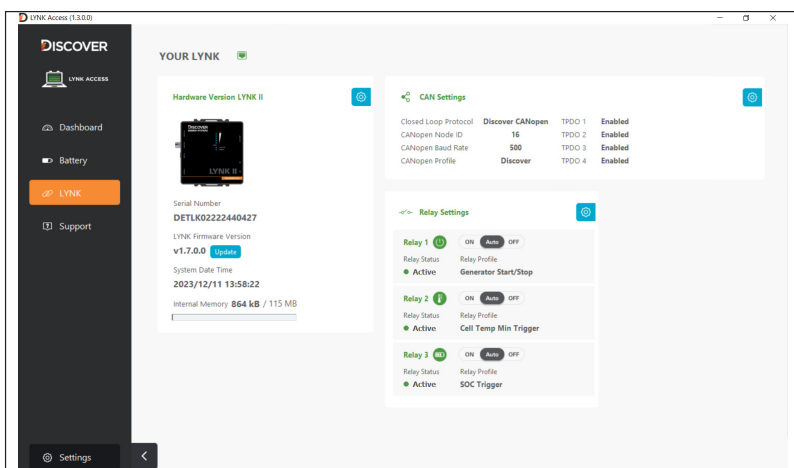 LYNK Access (1.3.0.0)
DISCOVER
LYNK ACCESS
Dashboard
Battery
LYNK
Support
Settings
YOUR LYNK
Hardware Version LYNK II
DISCOVER
LYNK II
Serial Number
DETLK02222440427
LYNK Firmware Version
v1.7.0.0 Update
System Date Time
2023/12/11 13:58:22
Internal Memory 864 kB / 115 MB
CAN Settings
Closed Loop Protocol Discover CANopen TPDO 1 Enabled
CANopen Node ID 16 TPDO 2 Enabled
CANopen Baud Rate 500 TPDO 3 Enabled
CANopen Profile Discover TPDO 4 Enabled
Relay Settings
Relay 1 ON Auto OFF
Relay Status Relay Profile
Active Generator Start/Stop
Relay 2 ON Auto OFF
Relay Status Relay Profile
Active Cell Temp Min Trigger
Relay 3 ON Auto OFF
Relay Status Relay Profile
Active SOC Trigger